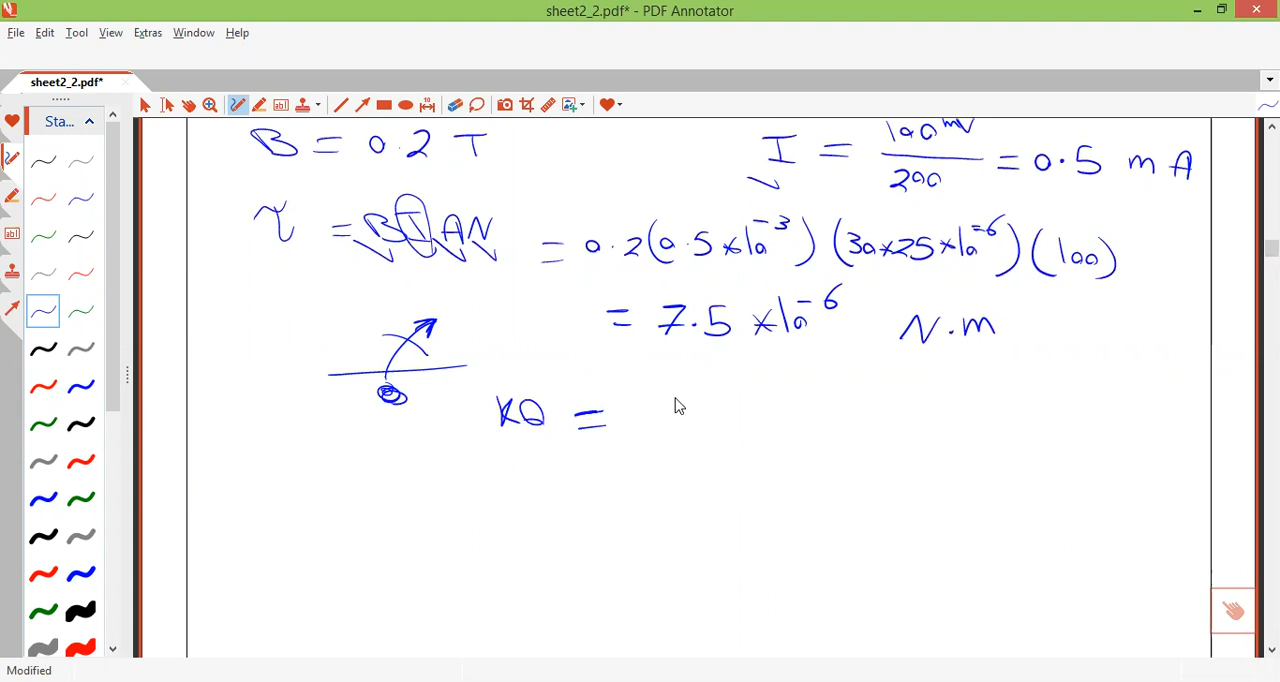 sheet2_2.pdf* - PDF Annotator
File Edit Tool View Extras Window Help
sheet2_2.pdf*
Sta...
B = 0.2 T
I = 100 mV / 200 = 0.5 mA
τ = BIAN = 0.2(0.5*10^-3)(30*25*10^-6)(100)
= 7.5*10^-6 N.m
KQ =
Modified